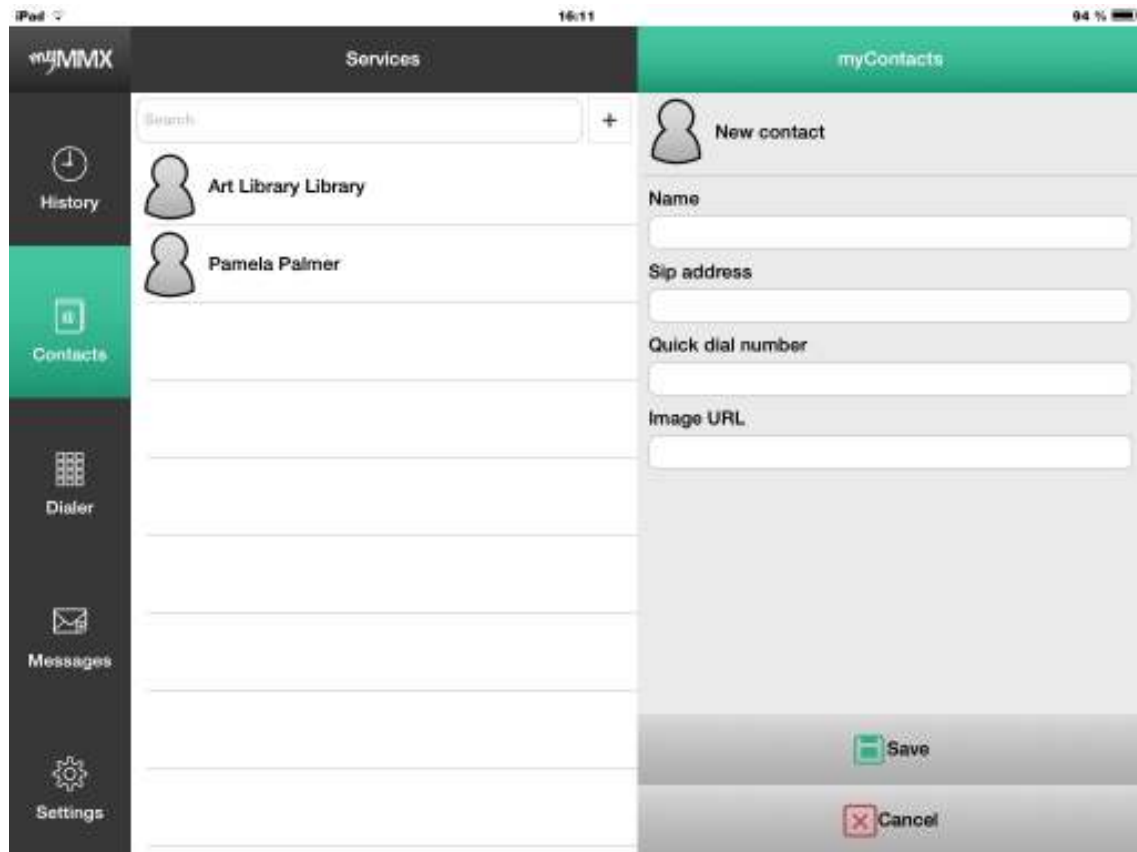 iPad 16:11 94 %
myMMX Services myContacts
Search +
New contact
History
Art Library Library
Name
Pamela Palmer
Sip address
Contacts
Quick dial number
Image URL
Dialer
Messages
Save
Settings
Cancel